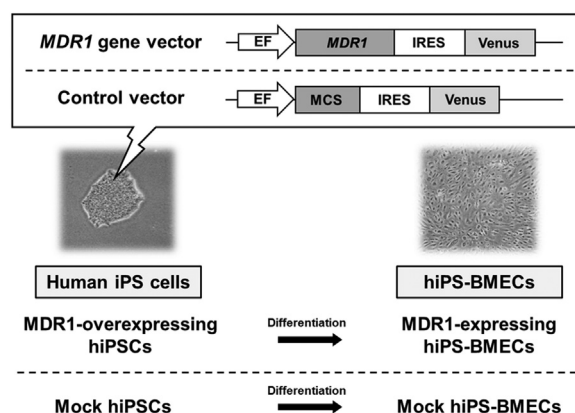 MDR1 gene vector
EF MDR1 IRES Venus
Control vector
EF MCS IRES Venus
Human iPS cells
hiPS-BMECs
MDR1-overexpressing
hiPSCs
Differentiation
MDR1-expressing
hiPS-BMECs
Mock hiPSCs
Differentiation
Mock hiPS-BMECs